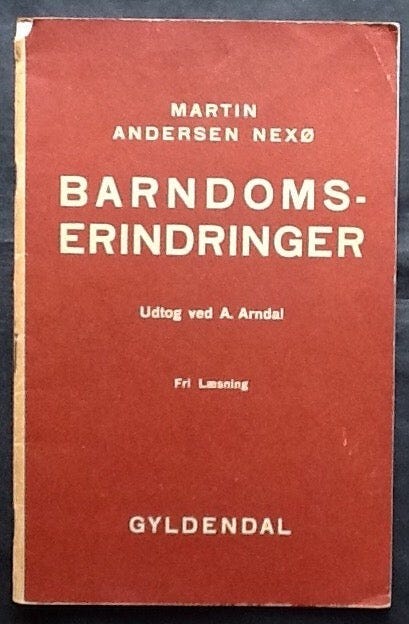 MARTIN
ANDERSEN NEXØ
BARNDOMS-
ERINDRINGER
Udtog ved A. Arndal
Fri Læsning
GYLDENDAL